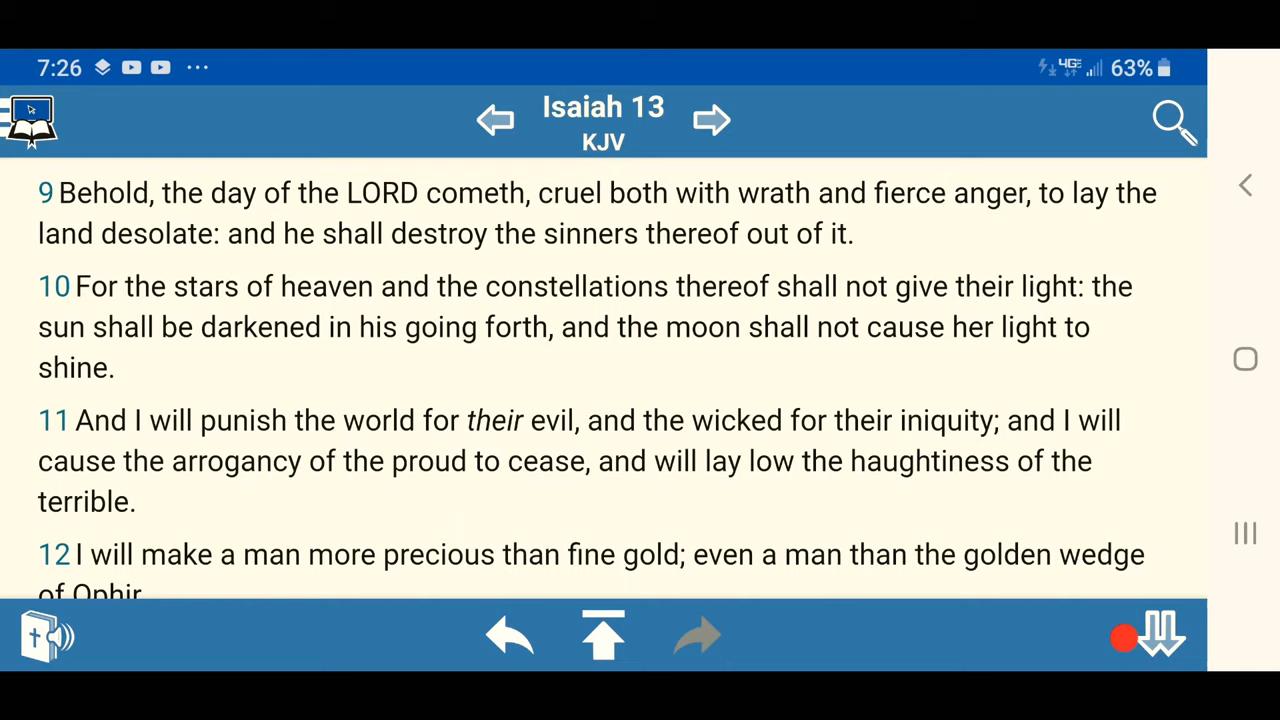 7:26 ... 4GE 63%
Isaiah 13
KJV
9 Behold, the day of the LORD cometh, cruel both with wrath and fierce anger, to lay the
land desolate: and he shall destroy the sinners thereof out of it.
10 For the stars of heaven and the constellations thereof shall not give their light: the
sun shall be darkened in his going forth, and the moon shall not cause her light to
shine.
11 And I will punish the world for their evil, and the wicked for their iniquity; and I will
cause the arrogancy of the proud to cease, and will lay low the haughtiness of the
terrible.
12 I will make a man more precious than fine gold; even a man than the golden wedge
of Ophir